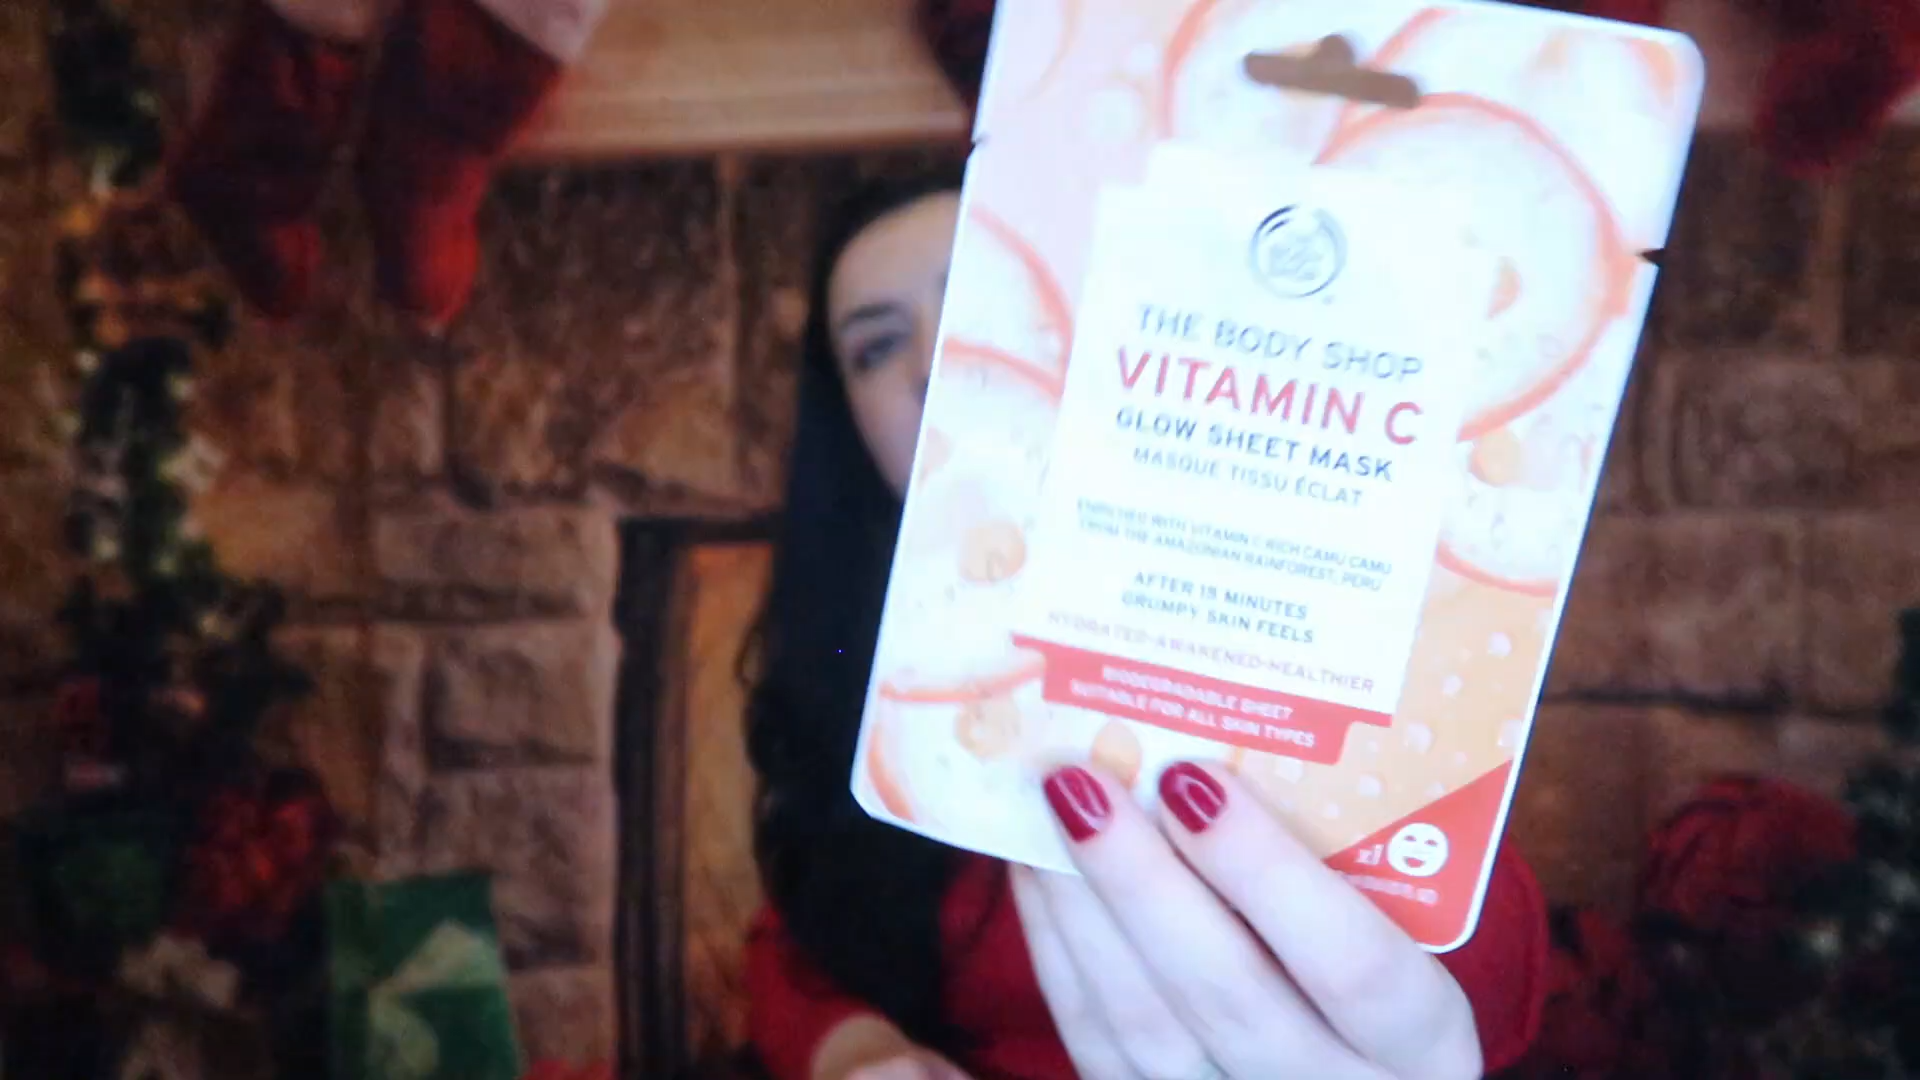 THE BODY SHOP
VITAMIN C
GLOW SHEET MASK
MASQUE TISSU ÉCLAT
ENRICHED WITH VITAMIN C RICH CAMU CAMU
FROM THE AMAZONIAN RAINFOREST, PERU
AFTER 15 MINUTES
GRUMPY SKIN FEELS
HYDRATED-AWAKENED-HEALTHIER
BIODEGRADABLE SHEET
SUITABLE FOR ALL SKIN TYPES
x1